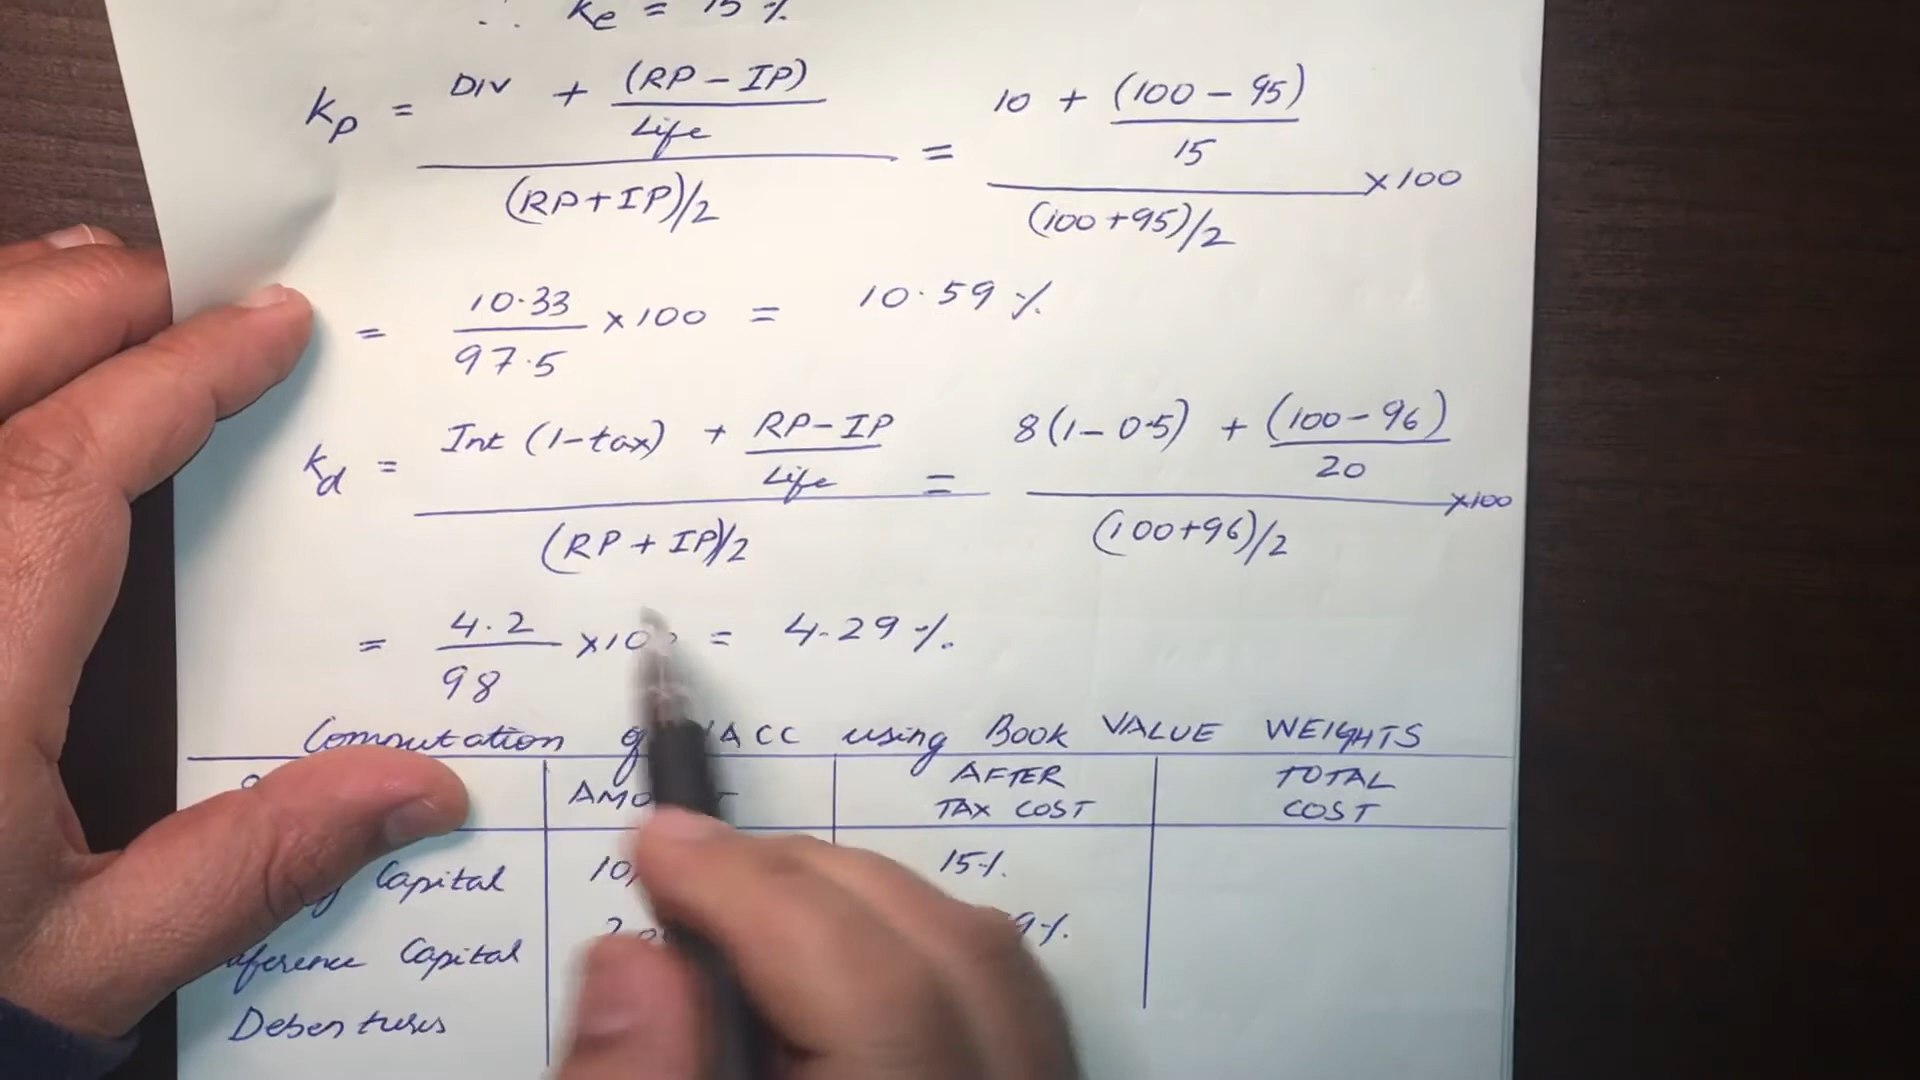 ∴ Ke = 15 %
Kp = DIV + (RP - IP) / Life = 10 + (100 - 95) / 15
(RP + IP)/2 (100 + 95)/2 × 100
= 10.33 / 97.5 × 100 = 10.59 %
Kd = Int (1-tax) + RP - IP / Life = 8 (1 - 0.5) + (100 - 96) / 20
(RP + IP)/2 (100 + 96)/2 × 100
= 4.2 / 98 × 100 = 4.29 %
Computation using Book VALUE WEIGHTS
AFTER TAX COST TOTAL COST
Capital 15%
Capital
Debentures